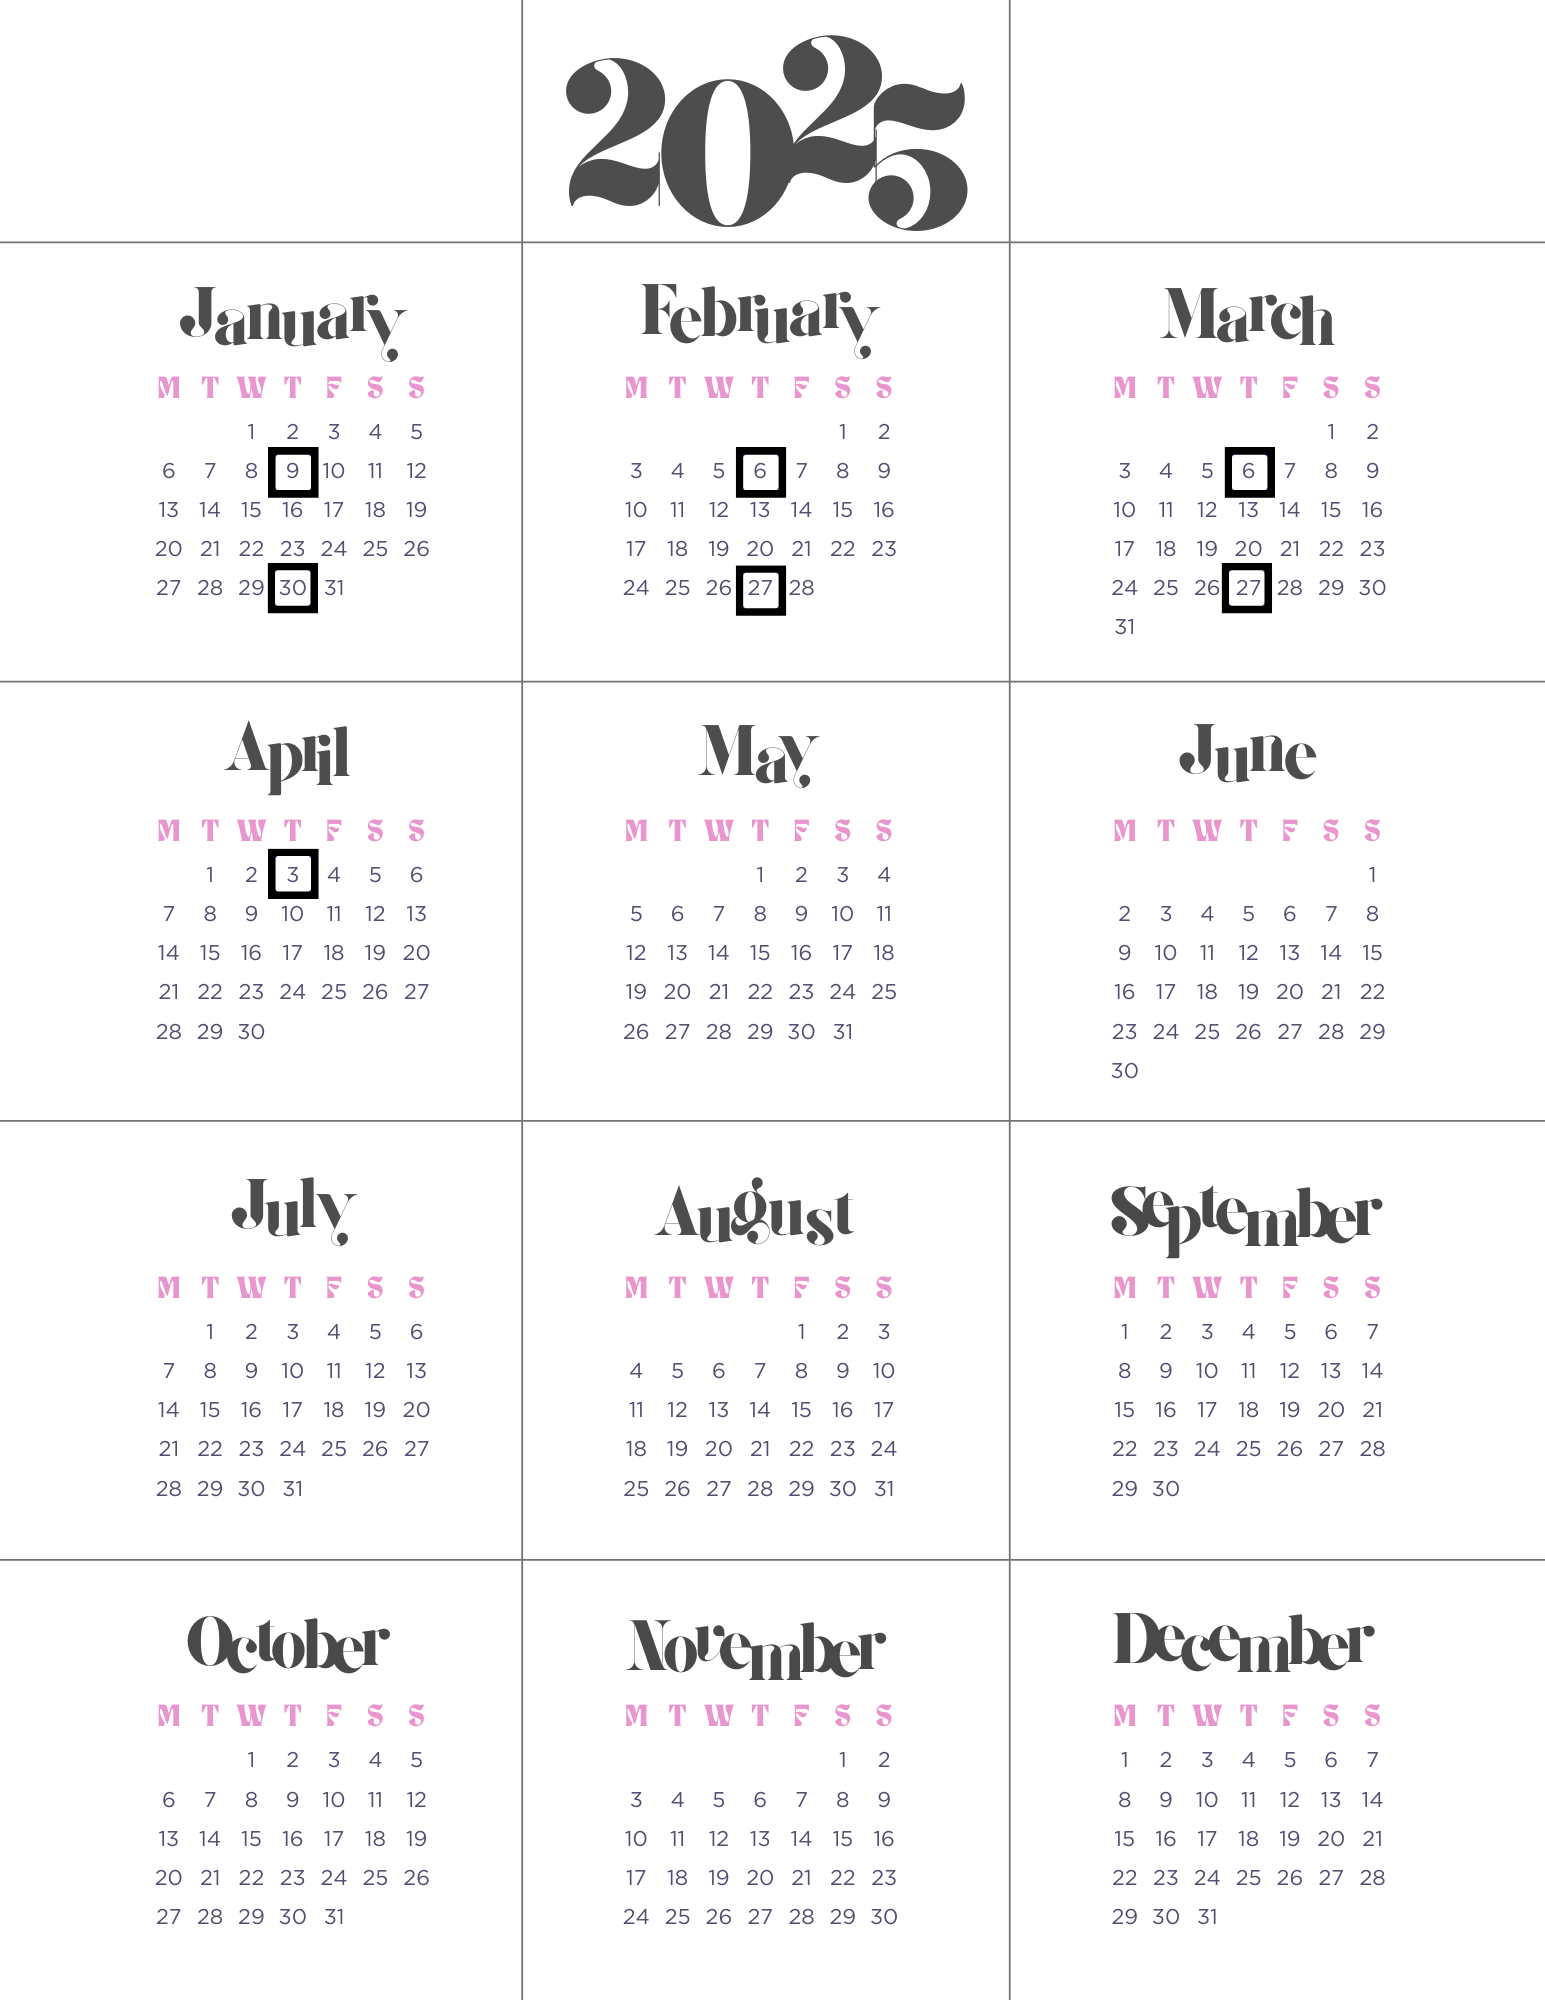 2025
January
M T W T F S S
1 2 3 4 5
6 7 8 9 10 11 12
13 14 15 16 17 18 19
20 21 22 23 24 25 26
27 28 29 30 31
February
M T W T F S S
1 2
3 4 5 6 7 8 9
10 11 12 13 14 15 16
17 18 19 20 21 22 23
24 25 26 27 28
March
M T W T F S S
1 2
3 4 5 6 7 8 9
10 11 12 13 14 15 16
17 18 19 20 21 22 23
24 25 26 27 28 29 30
31
April
M T W T F S S
1 2 3 4 5 6
7 8 9 10 11 12 13
14 15 16 17 18 19 20
21 22 23 24 25 26 27
28 29 30
May
M T W T F S S
1 2 3 4
5 6 7 8 9 10 11
12 13 14 15 16 17 18
19 20 21 22 23 24 25
26 27 28 29 30 31
June
M T W T F S S
1
2 3 4 5 6 7 8
9 10 11 12 13 14 15
16 17 18 19 20 21 22
23 24 25 26 27 28 29
30
July
M T W T F S S
1 2 3 4 5 6
7 8 9 10 11 12 13
14 15 16 17 18 19 20
21 22 23 24 25 26 27
28 29 30 31
August
M T W T F S S
1 2 3
4 5 6 7 8 9 10
11 12 13 14 15 16 17
18 19 20 21 22 23 24
25 26 27 28 29 30 31
September
M T W T F S S
1 2 3 4 5 6 7
8 9 10 11 12 13 14
15 16 17 18 19 20 21
22 23 24 25 26 27 28
29 30
October
M T W T F S S
1 2 3 4 5
6 7 8 9 10 11 12
13 14 15 16 17 18 19
20 21 22 23 24 25 26
27 28 29 30 31
November
M T W T F S S
1 2
3 4 5 6 7 8 9
10 11 12 13 14 15 16
17 18 19 20 21 22 23
24 25 26 27 28 29 30
December
M T W T F S S
1 2 3 4 5 6 7
8 9 10 11 12 13 14
15 16 17 18 19 20 21
22 23 24 25 26 27 28
29 30 31